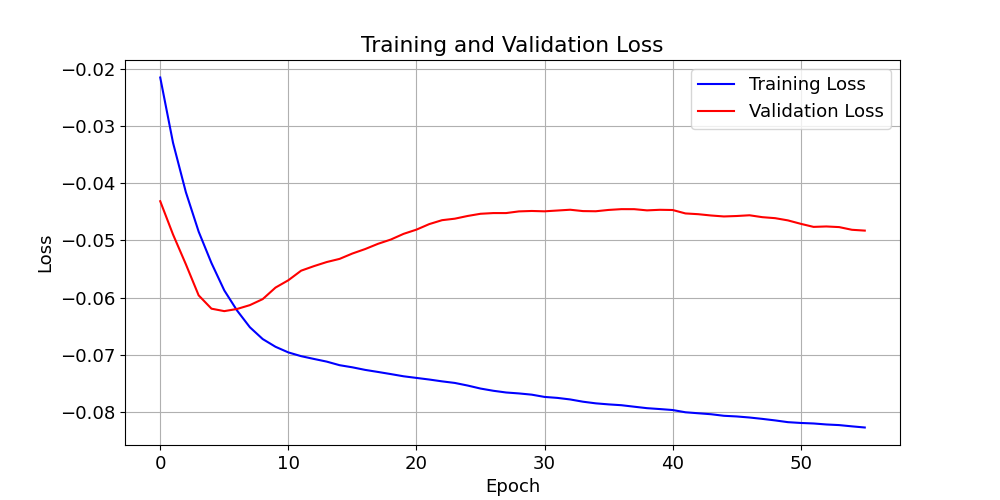 Training and Validation Loss
Training Loss
Validation Loss
−0.02
−0.03
−0.04
−0.05
−0.06
−0.07
−0.08
Loss
0 10 20 30 40 50
Epoch